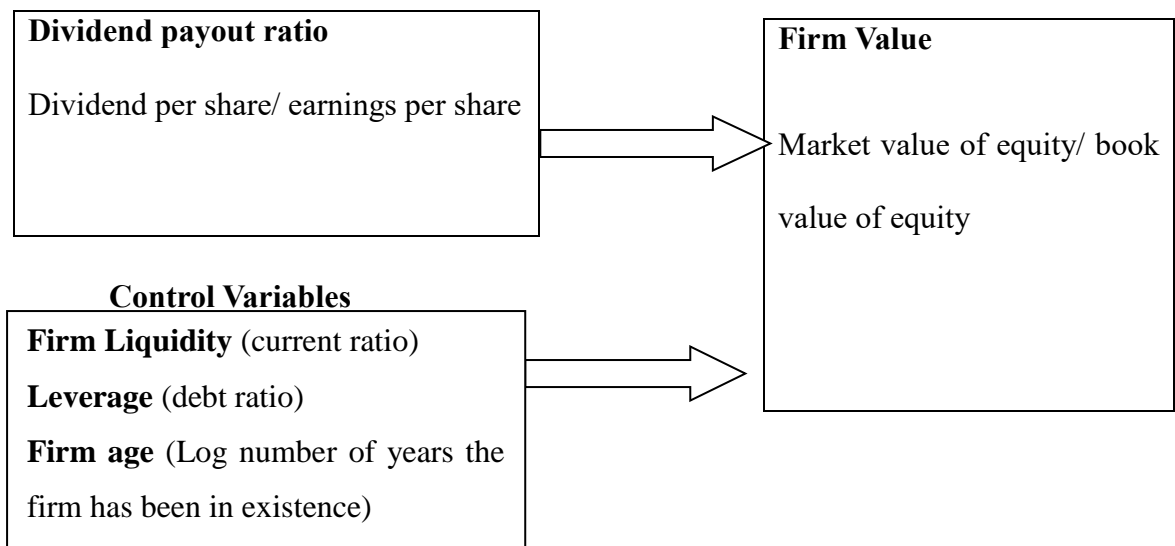 Dividend payout ratio
Dividend per share/ earnings per share
Firm Value
Market value of equity/ book
value of equity
Control Variables
Firm Liquidity (current ratio)
Leverage (debt ratio)
Firm age (Log number of years the
firm has been in existence)